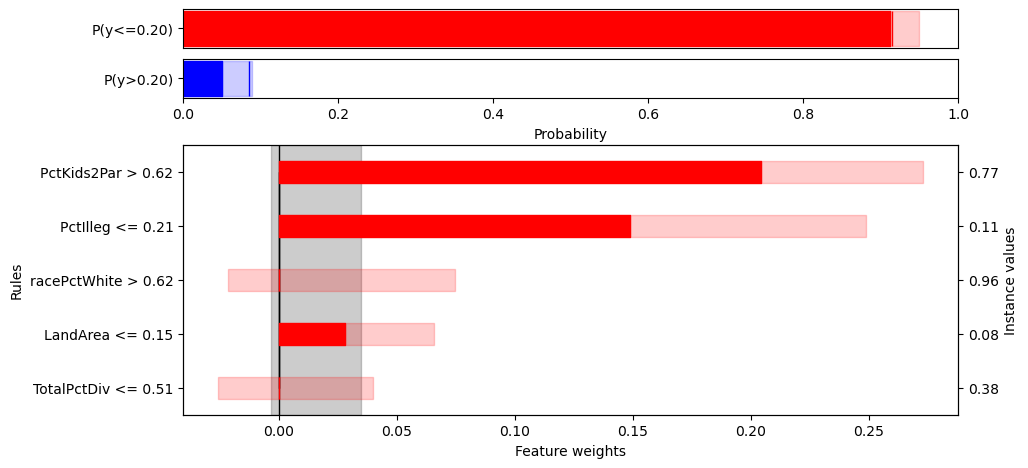 P(y<=0.20)
P(y>0.20)
0.0 0.2 0.4 0.6 0.8 1.0
Probability
PctKids2Par > 0.62 0.77
PctIlleg <= 0.21 0.11
racePctWhite > 0.62 0.96
LandArea <= 0.15 0.08
TotalPctDiv <= 0.51 0.38
Rules
Instance values
0.00 0.05 0.10 0.15 0.20 0.25
Feature weights